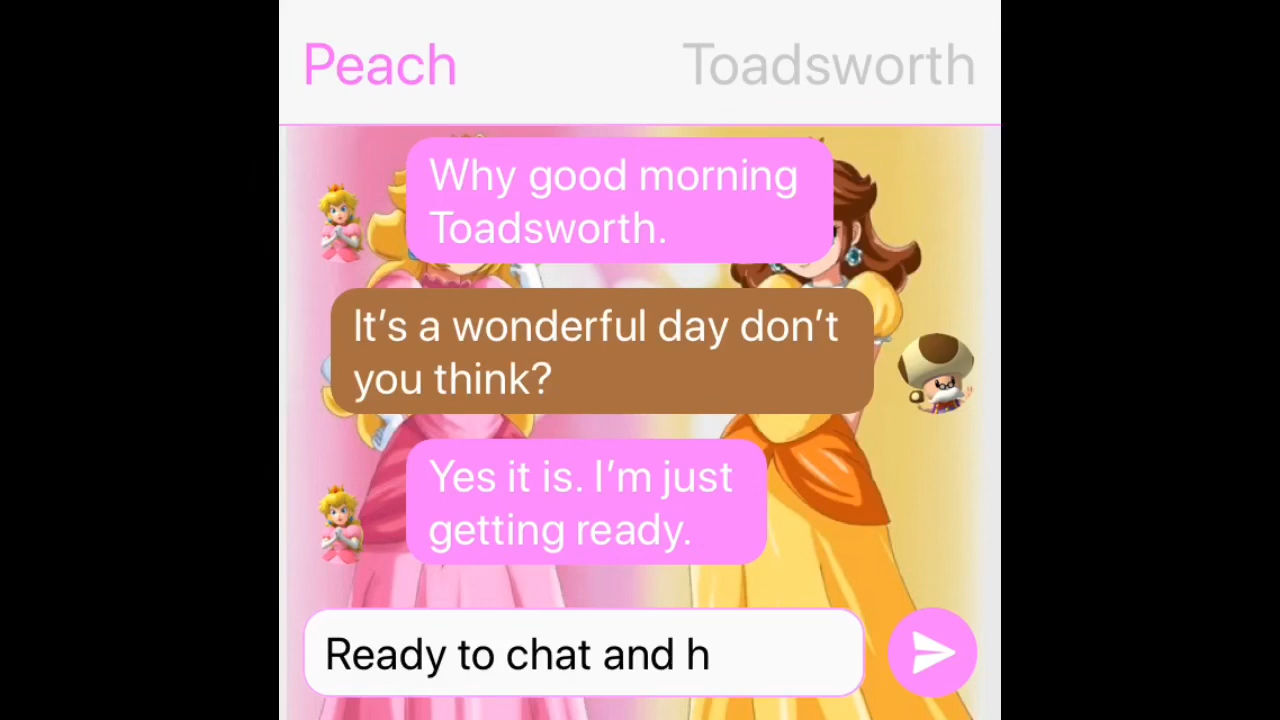 Peach Toadsworth
Why good morning
Toadsworth.
It’s a wonderful day don’t
you think?
Yes it is. I’m just
getting ready.
Ready to chat and h